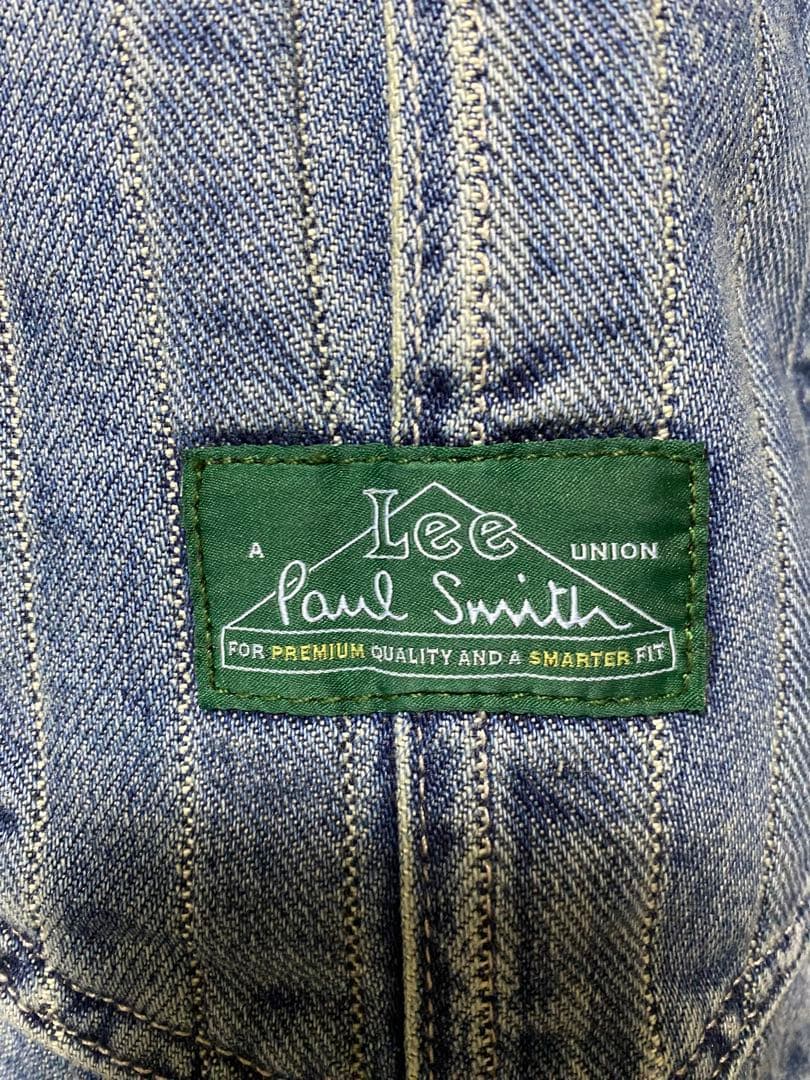 Lee
A UNION
Paul Smith
FOR PREMIUM QUALITY AND A SMARTER FIT